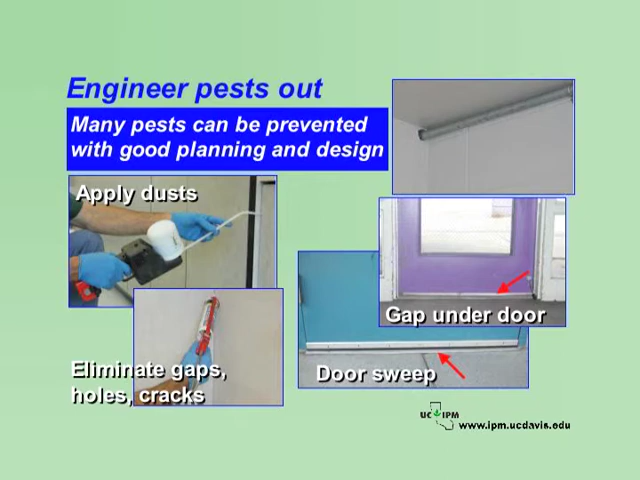 Engineer pests out
Many pests can be prevented
with good planning and design
Apply dusts
Gap under door
Eliminate gaps,
holes, cracks
Door sweep
UC IPM
www.ipm.ucdavis.edu